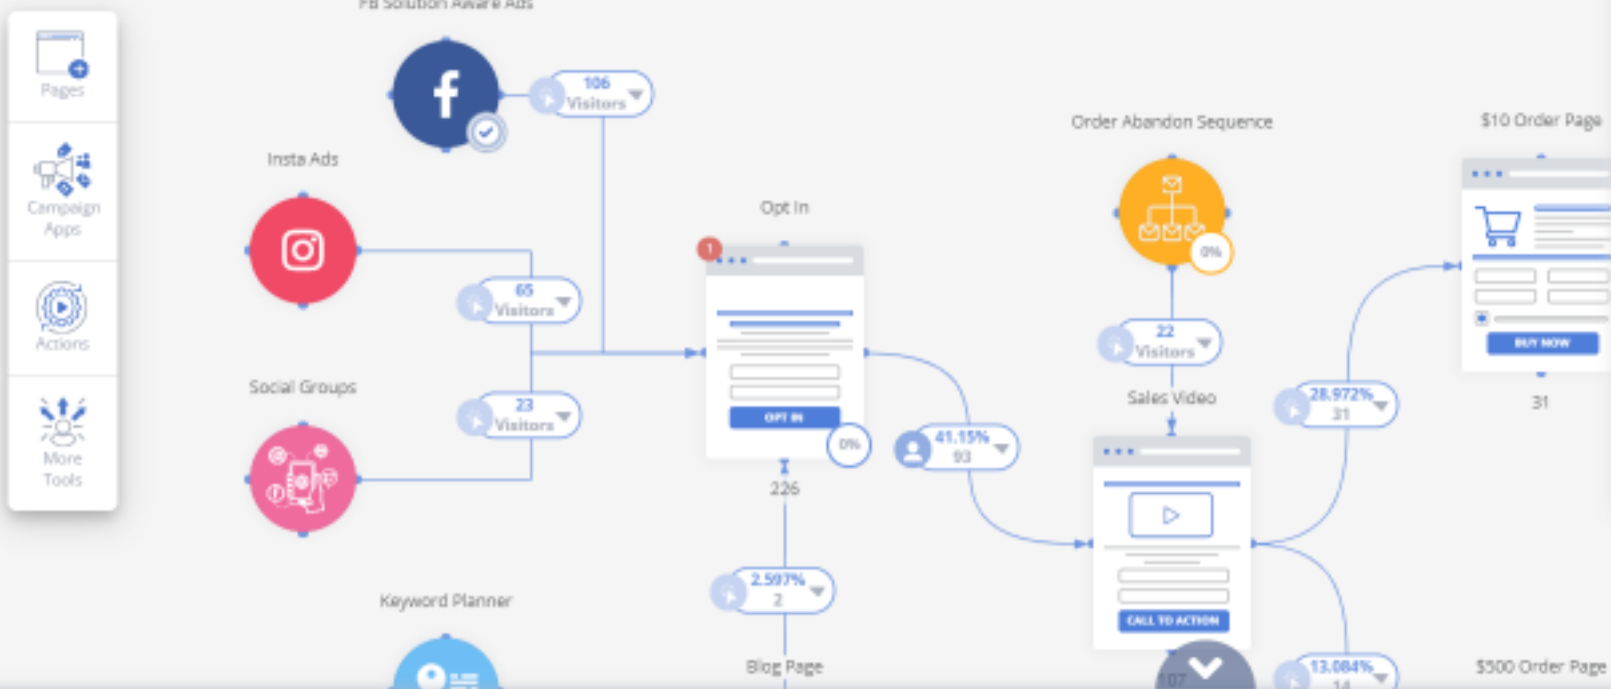 FB Solution Aware Ads
Pages
106
Visitors
Order Abandon Sequence
$10 Order Page
Insta Ads
Campaign
Apps
Opt In
1
0%
65
Visitors
Actions
22
Visitors
BUY NOW
Social Groups
Sales Video
28.972%
31
31
23
Visitors
OPT IN
0%
41.15%
93
More
Tools
226
2.597%
2
Keyword Planner
CALL TO ACTION
Blog Page
107
13.084%
14
$500 Order Page